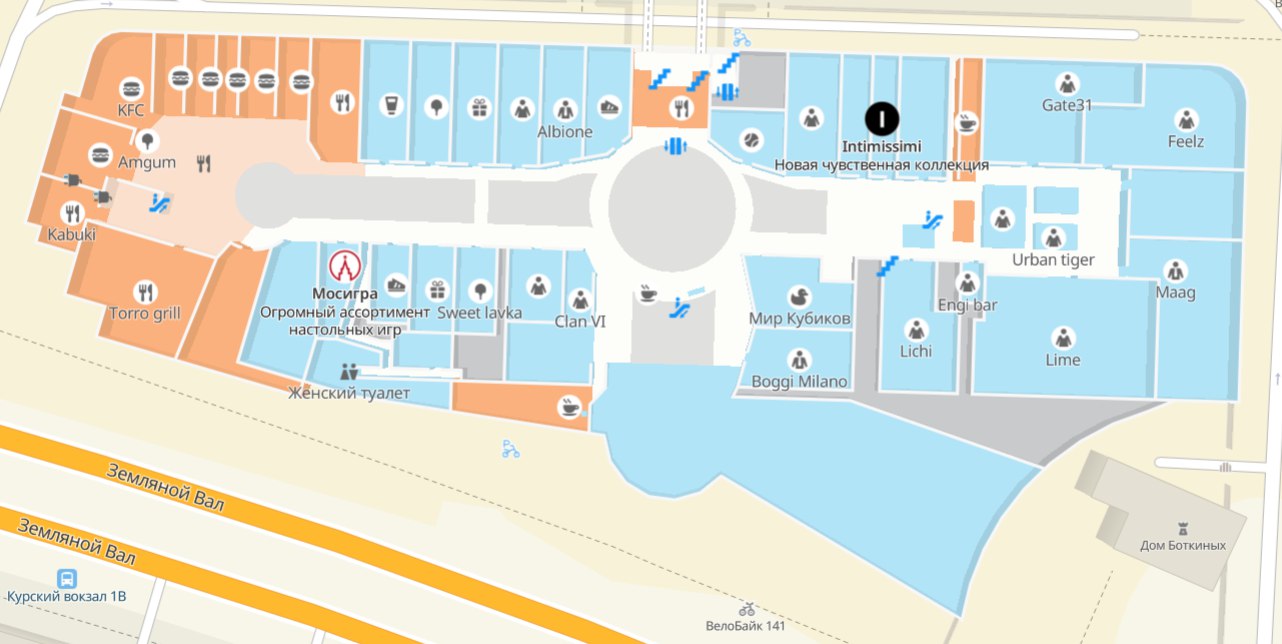 KFC
Amgum
Kabuki
Torro grill
Albione
I
Intimissimi
Новая чувственная коллекция
Gate31
Feelz
Мосигра
Огромный ассортимент
настольных игр
Sweet lavka
Clan VI
Женский туалет
Мир Кубиков
Boggi Milano
Lichi
Engi bar
Urban tiger
Maag
Lime
Земляной Вал
Земляной Вал
Курский вокзал 1В
ВелоБайк 141
Дом Боткиных